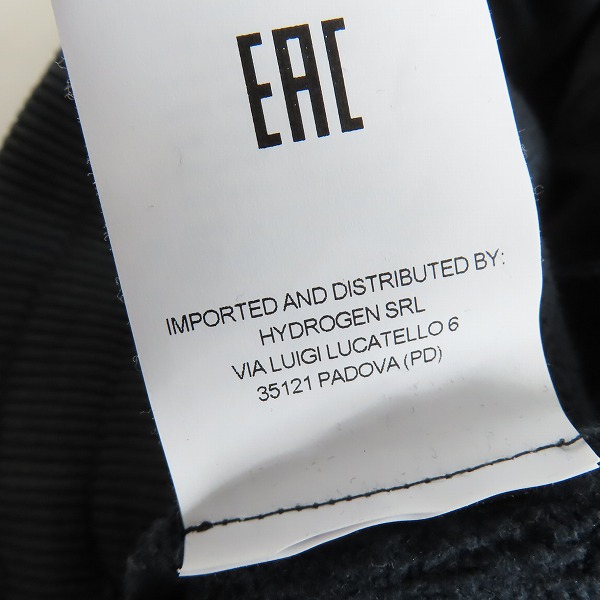 EAC
IMPORTED AND DISTRIBUTED BY:
HYDROGEN SRL
VIA LUIGI LUCATELLO 6
35121 PADOVA (PD)